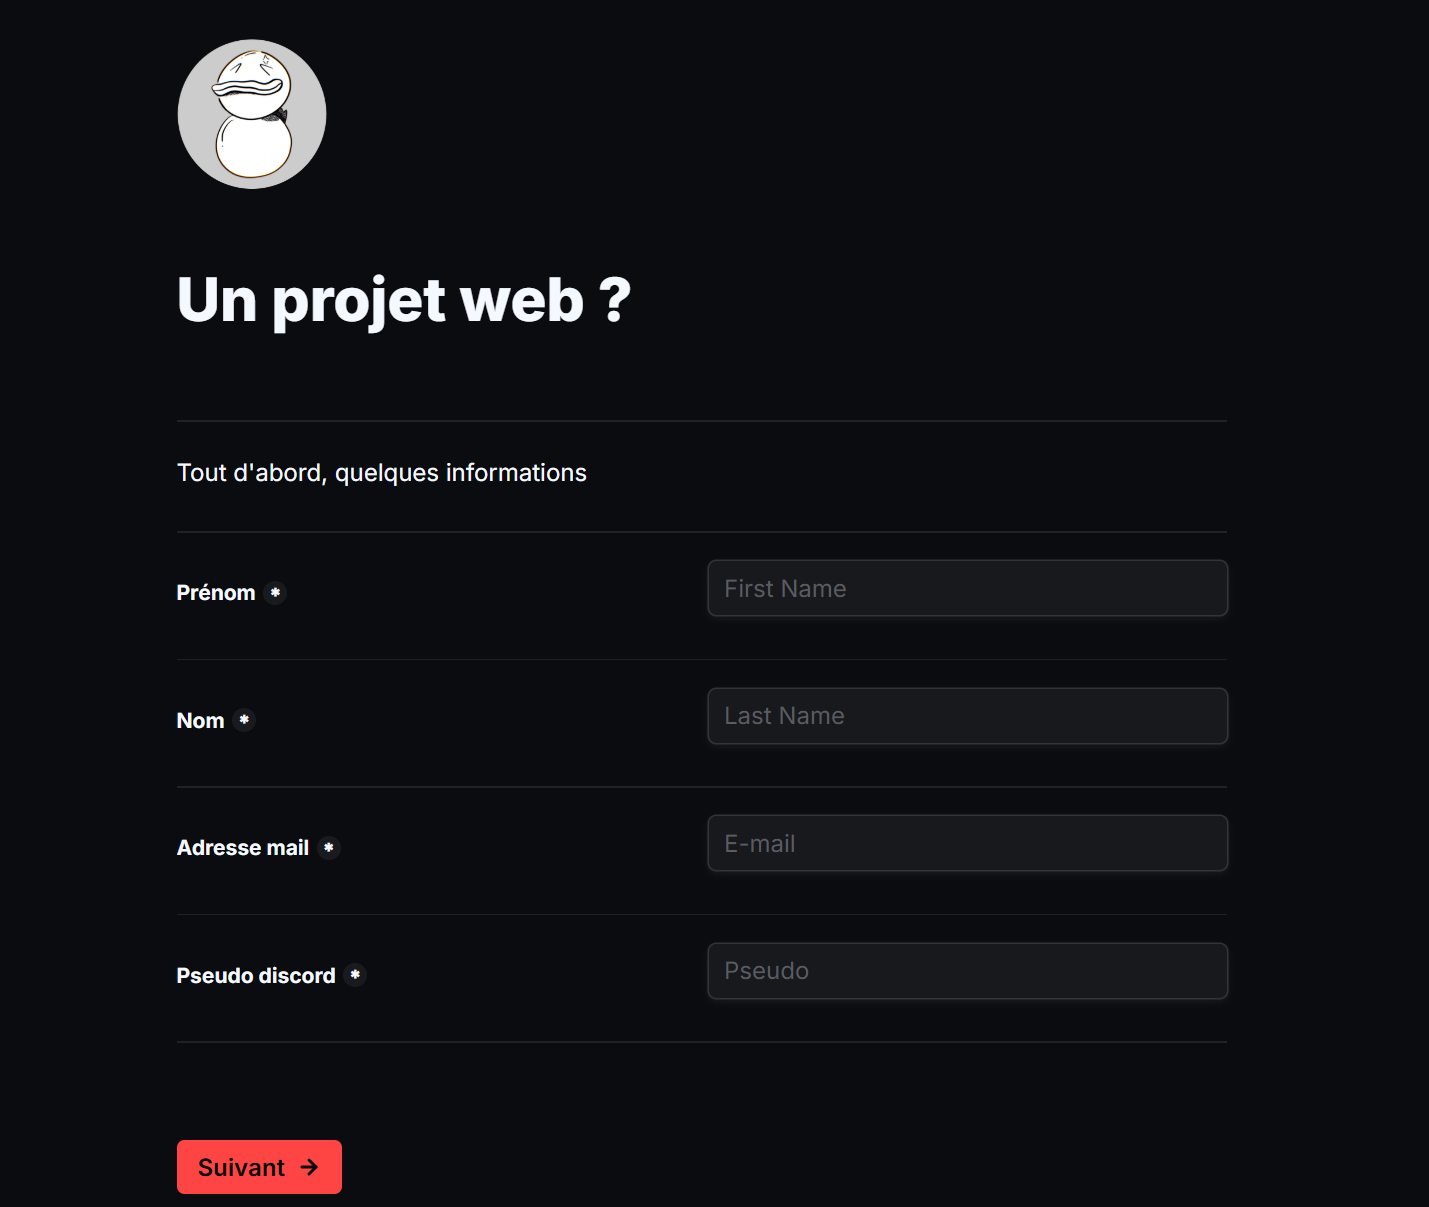 Un projet web ?
Tout d'abord, quelques informations
Prénom *
First Name
Nom *
Last Name
Adresse mail *
E-mail
Pseudo discord *
Pseudo
Suivant →